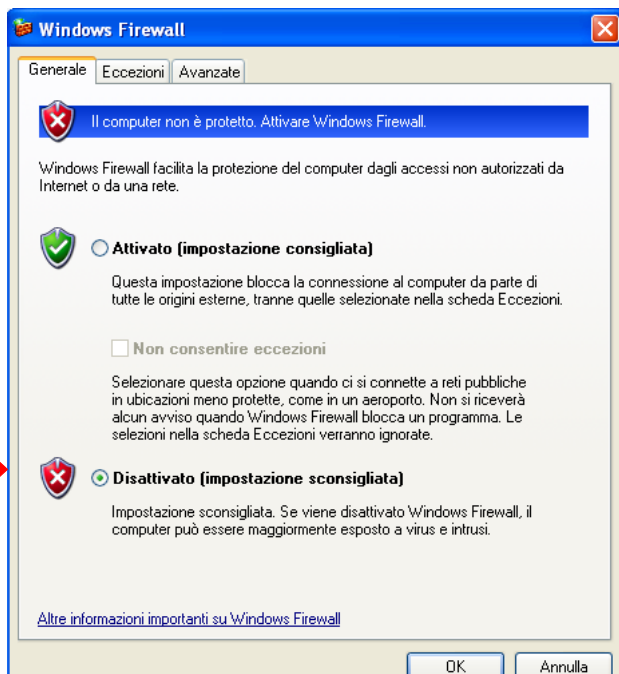 Windows Firewall
Generale Eccezioni Avanzate
Il computer non è protetto. Attivare Windows Firewall.
Windows Firewall facilita la protezione del computer dagli accessi non autorizzati da
Internet o da una rete.
Attivato (impostazione consigliata)
Questa impostazione blocca la connessione al computer da parte di
tutte le origini esterne, tranne quelle selezionate nella scheda Eccezioni.
Non consentire eccezioni
Selezionare questa opzione quando ci si connette a reti pubbliche
in ubicazioni meno protette, come in un aeroporto. Non si riceverà
alcun avviso quando Windows Firewall blocca un programma. Le
selezioni nella scheda Eccezioni verranno ignorate.
Disattivato (impostazione sconsigliata)
Impostazione sconsigliata. Se viene disattivato Windows Firewall, il
computer può essere maggiormente esposto a virus e intrusi.
Altre informazioni importanti su Windows Firewall
OK Annulla